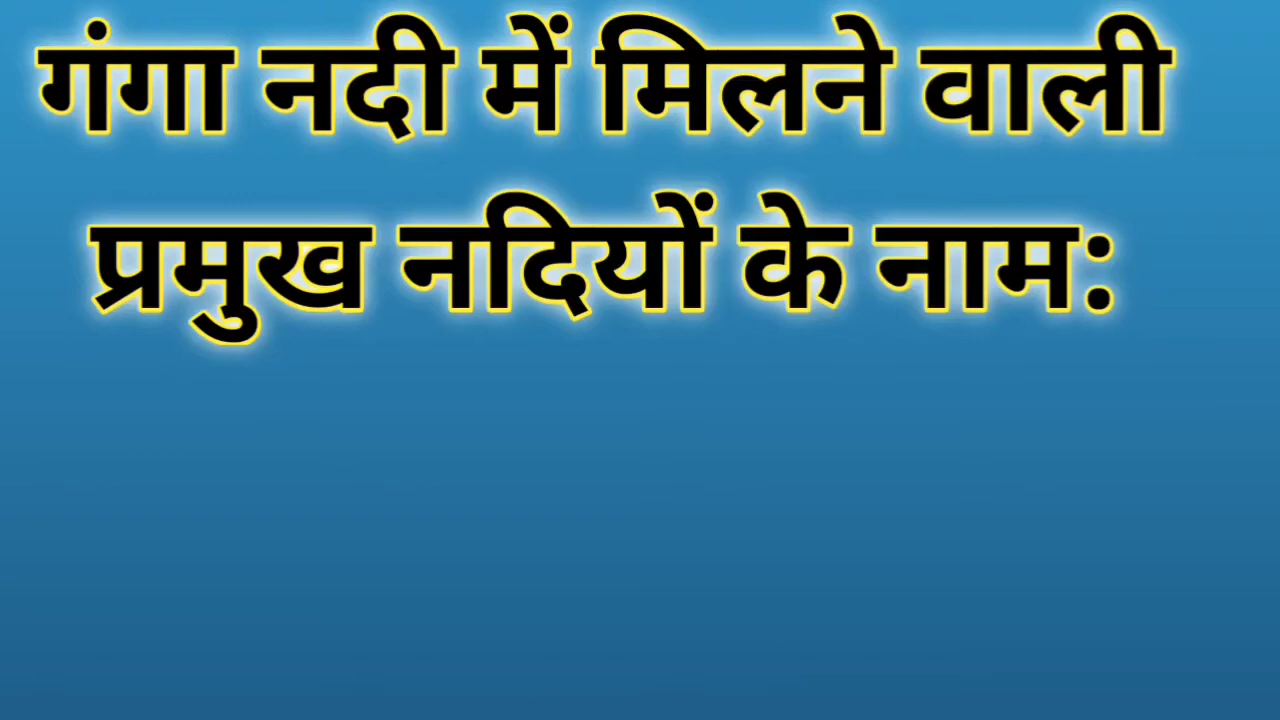 गंगा नदी में मिलने वाली
प्रमुख नदियों के नाम: